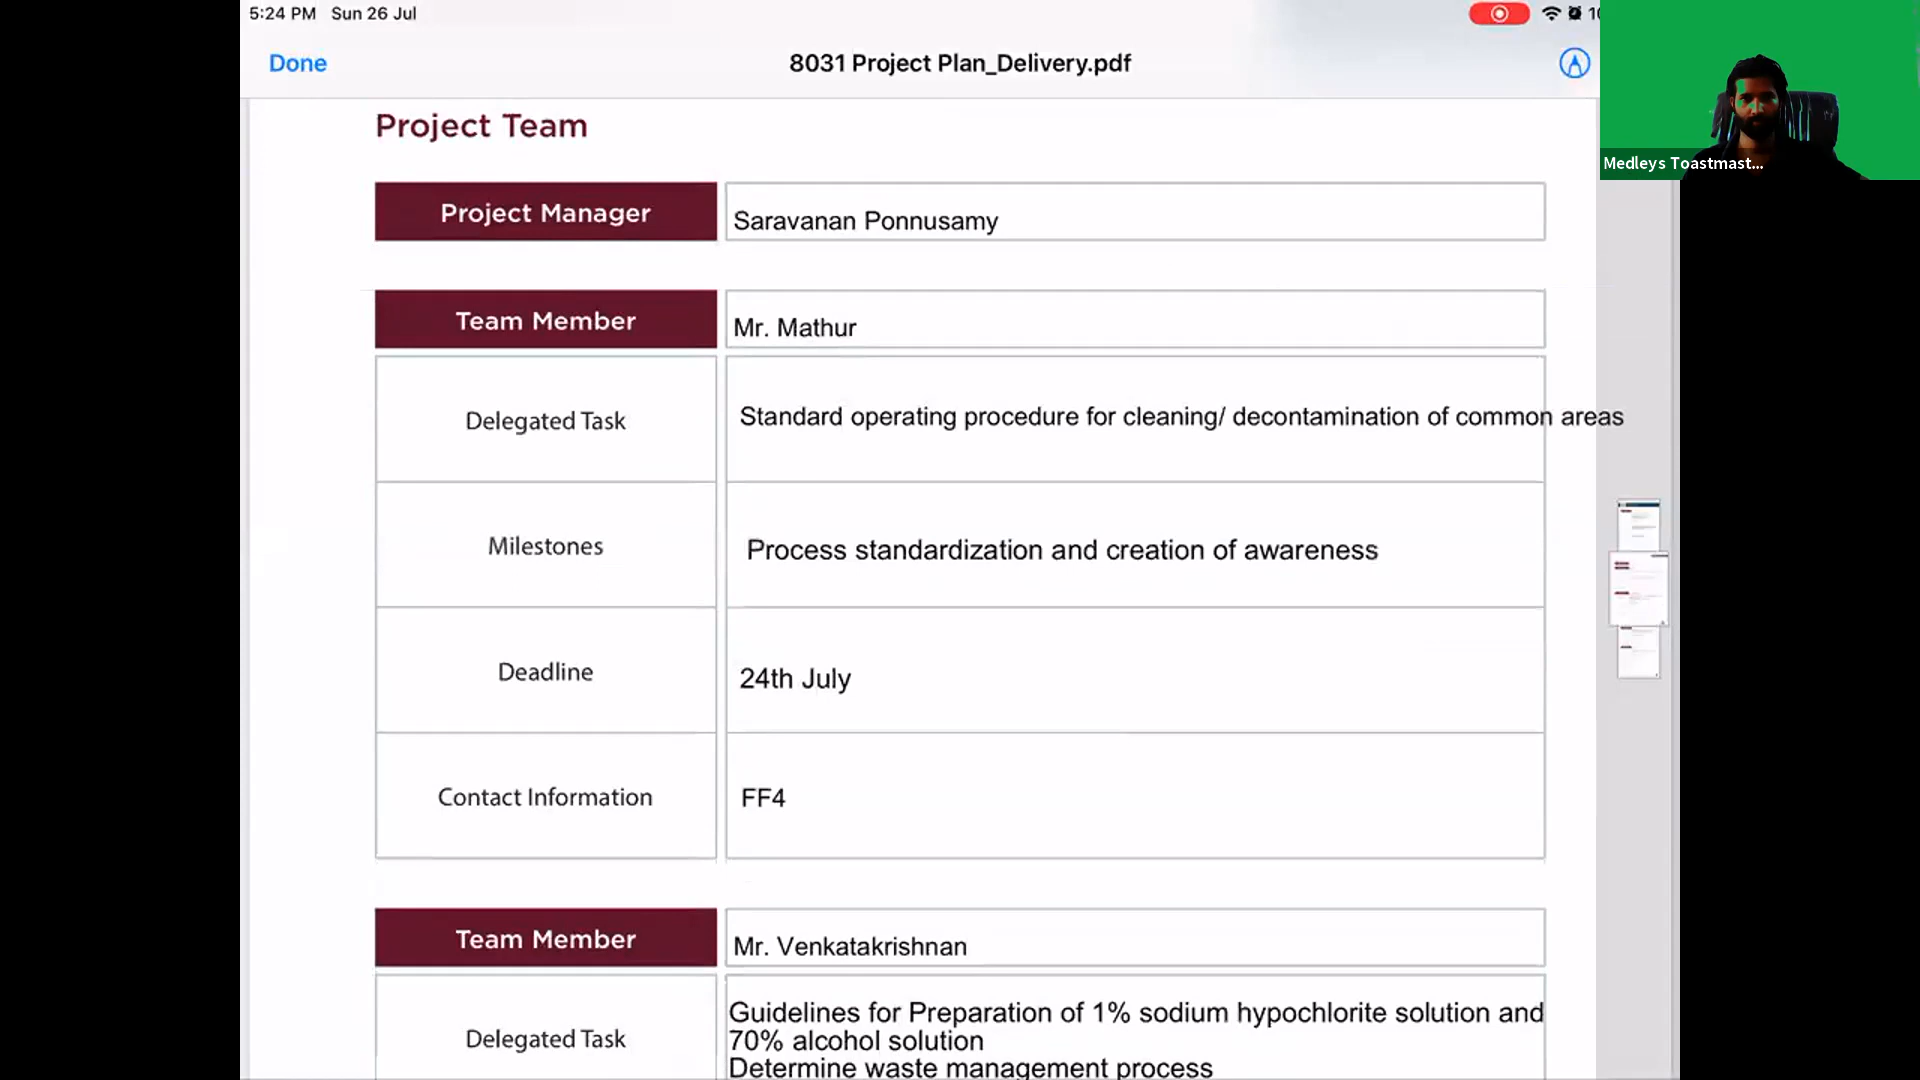 5:24 PM Sun 26 Jul
Done
8031 Project Plan_Delivery.pdf
Medleys Toastmast...
Project Team
Project Manager
Saravanan Ponnusamy
Team Member
Mr. Mathur
Delegated Task
Standard operating procedure for cleaning/ decontamination of common areas
Milestones
Process standardization and creation of awareness
Deadline
24th July
Contact Information
FF4
Team Member
Mr. Venkatakrishnan
Delegated Task
Guidelines for Preparation of 1% sodium hypochlorite solution and
70% alcohol solution
Determine waste management process